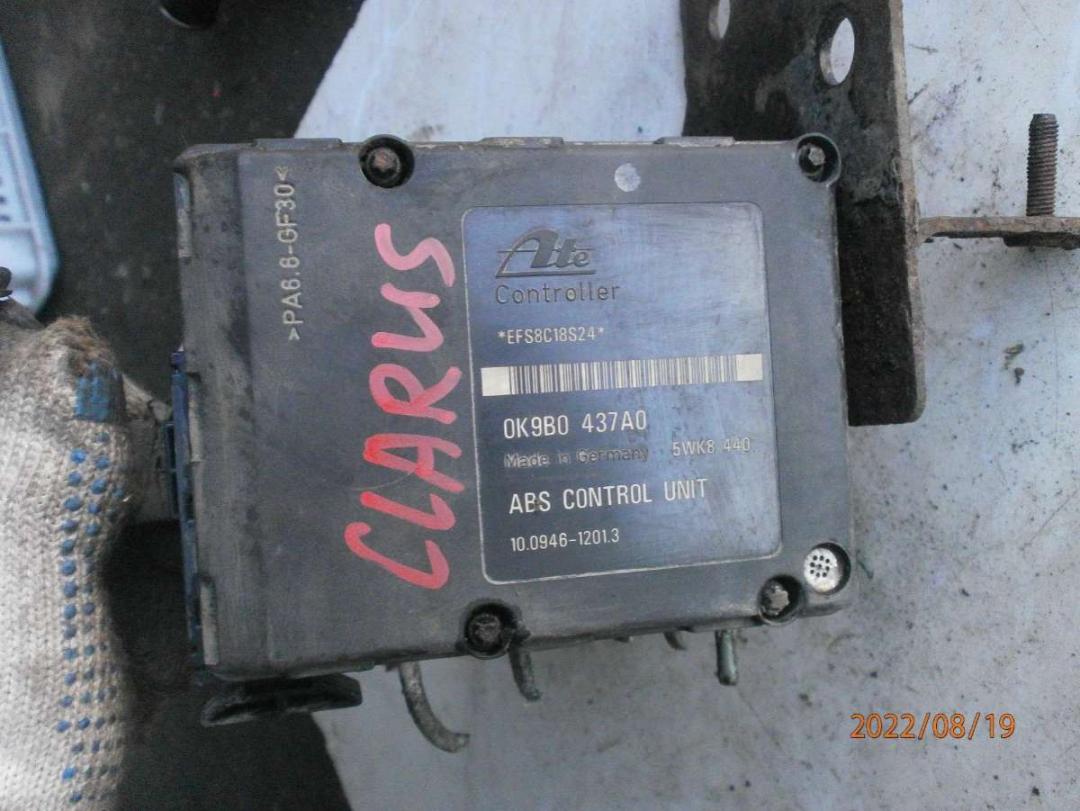 >PA6.6-GF30<
CLARUS
Ate
Controller
*EFS8C18S24*
0K9B0 437A0
Made in Germany 5WK8 440
ABS CONTROL UNIT
10.0946-1201.3
2022/08/19